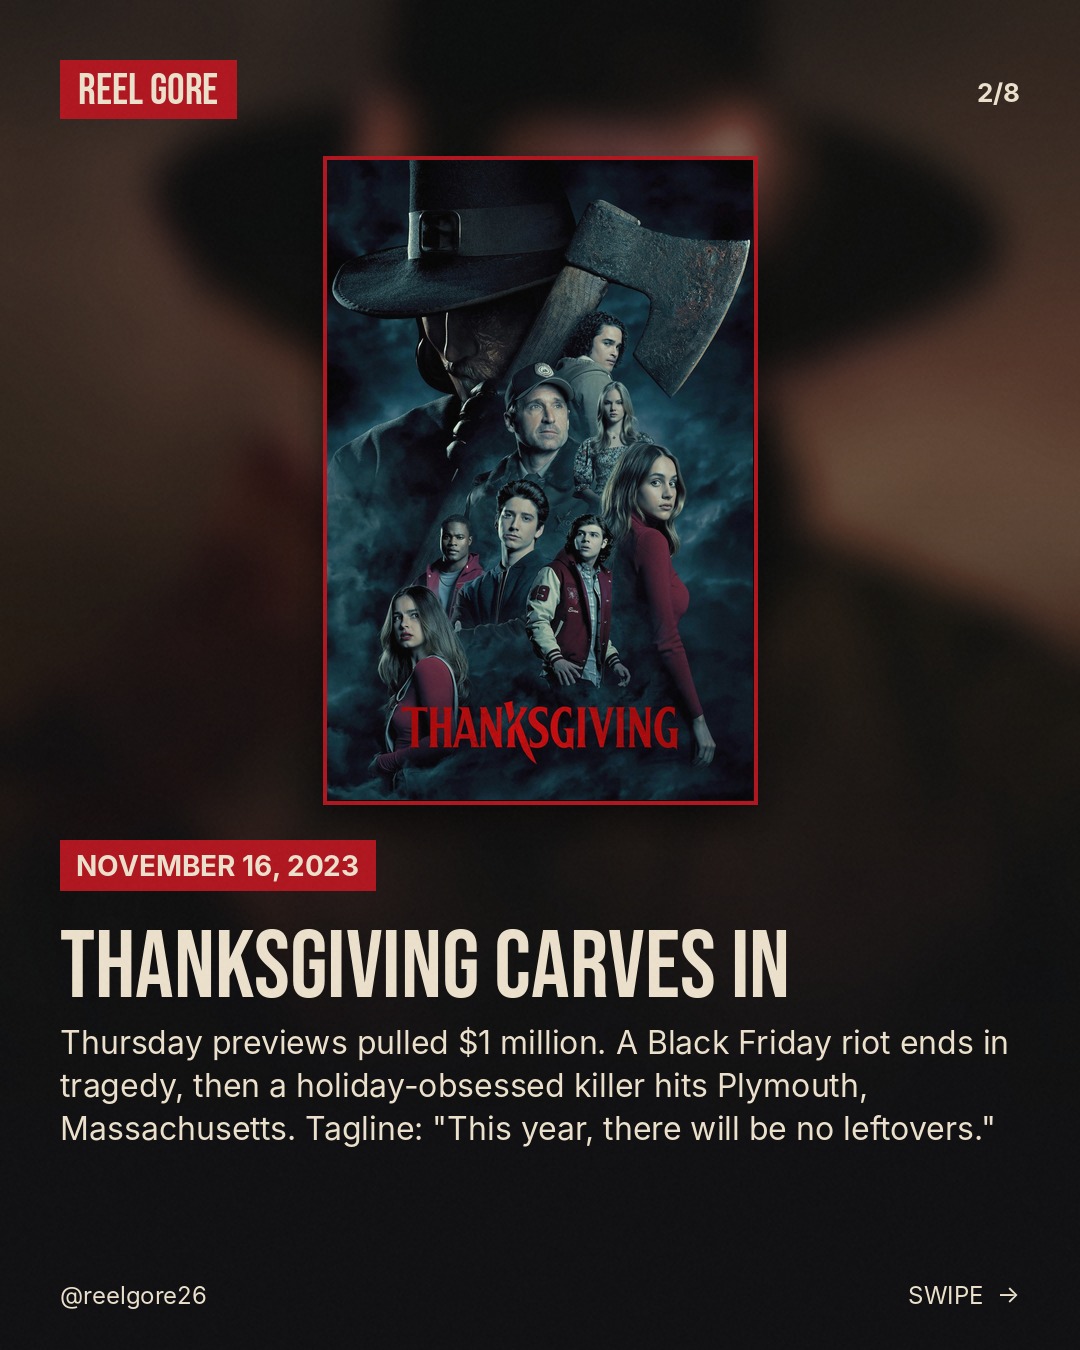 REEL GORE
2/8
THANKSGIVING
NOVEMBER 16, 2023
THANKSGIVING CARVES IN
Thursday previews pulled $1 million. A Black Friday riot ends in
tragedy, then a holiday-obsessed killer hits Plymouth,
Massachusetts. Tagline: "This year, there will be no leftovers."
@reelgore26
SWIPE →